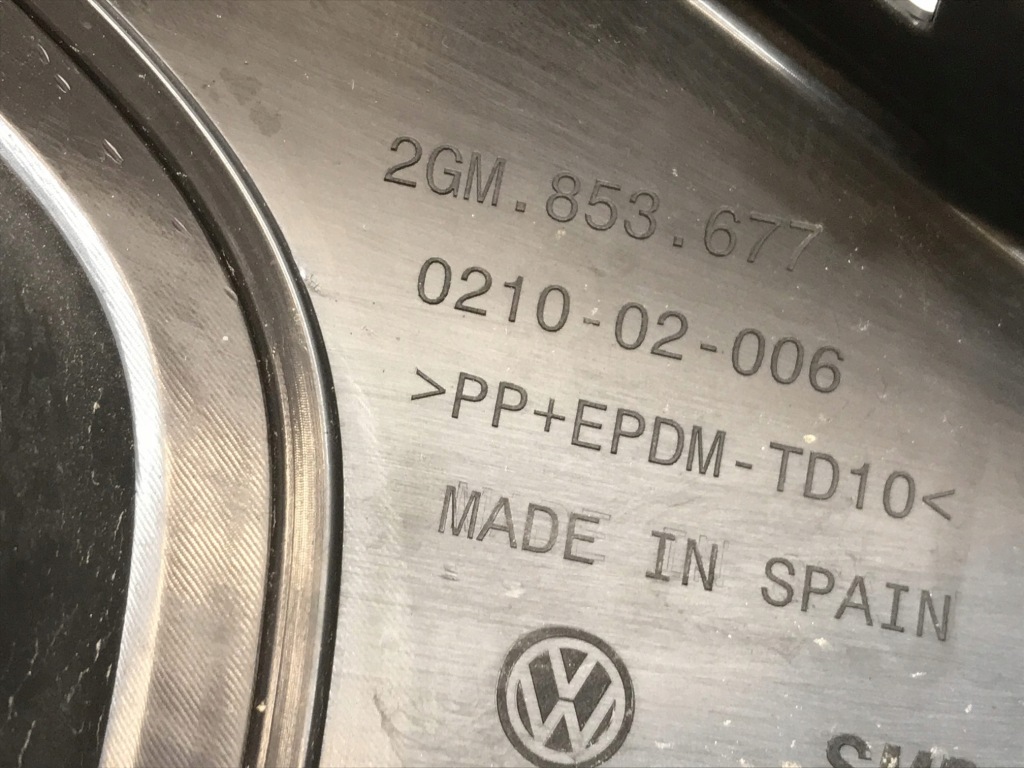 2GM.853.677
0210-02-006
>PP+EPDM-TD10<
MADE IN SPAIN